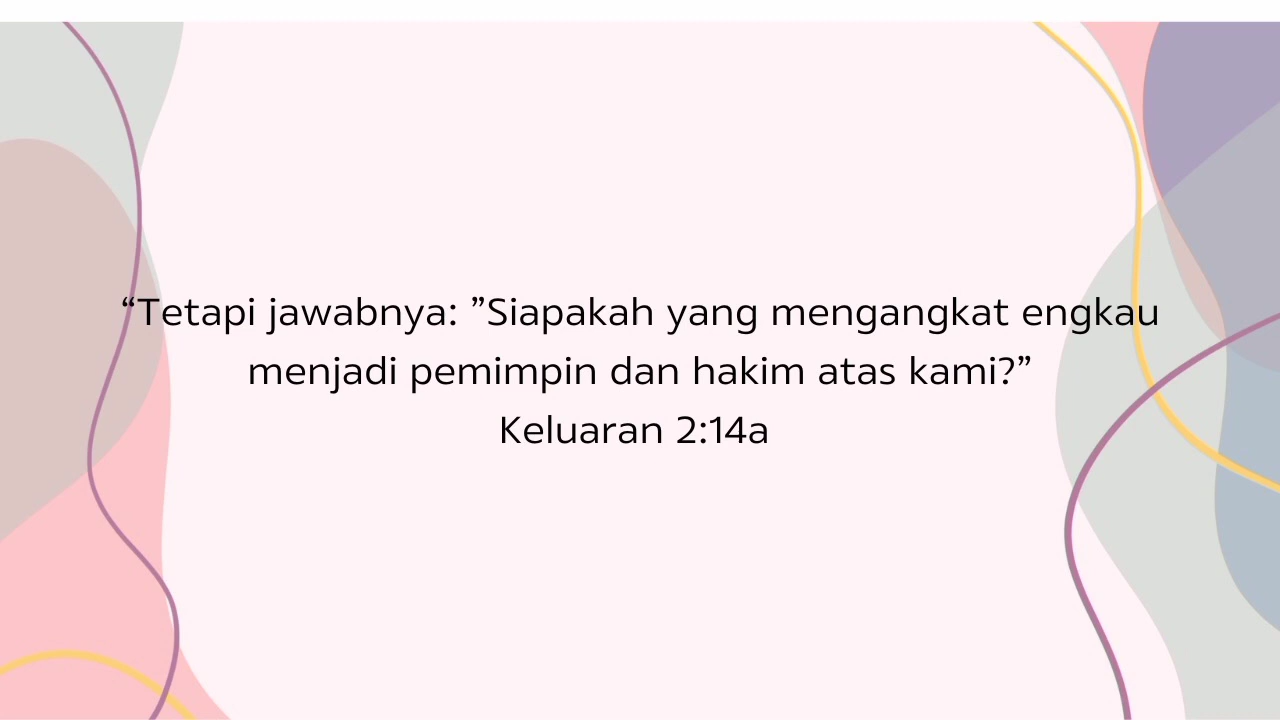 “Tetapi jawabnya: ”Siapakah yang mengangkat engkau
menjadi pemimpin dan hakim atas kami?”
Keluaran 2:14a